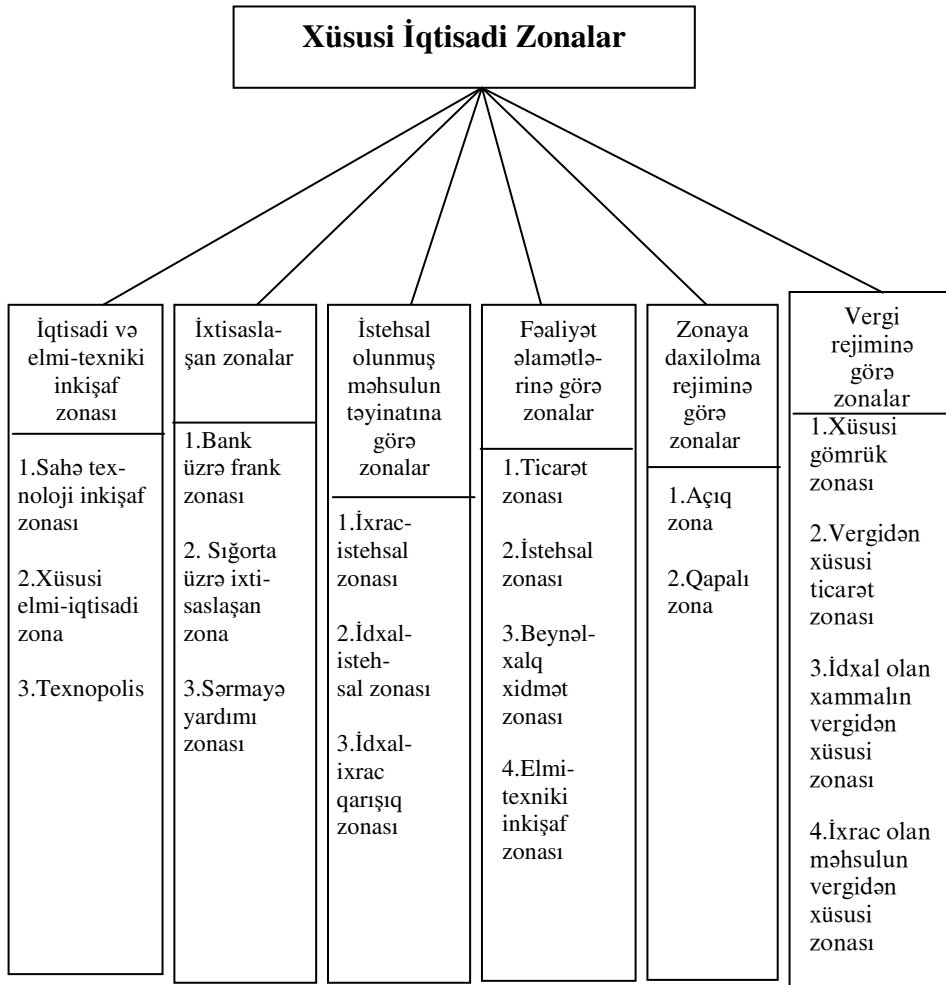 Xüsusi İqtisadi Zonalar
İqtisadi və
elmi-texniki
inkişaf
zonası
1.Sahə tex-
noloji inkişaf
zonası
2.Xüsusi
elmi-iqtisadi
zona
3.Texnopolis
İxtisasla-
şan zonalar
1.Bank
üzrə frank
zonası
2. Sığorta
üzrə ixti-
saslaşan
zona
3.Sərmayə
yardımı
zonası
İstehsal
olunmuş
məhsulun
təyinatına
görə
zonalar
1.İxrac-
istehsal
zonası
2.İdxal-
isteh-
sal zonası
3.İdxal-
ixrac
qarışıq
zonası
Fəaliyət
əlamətlə-
rinə görə
zonalar
1.Ticarət
zonası
2.İstehsal
zonası
3.Beynəl-
xalq
xidmət
zonası
4.Elmi-
texniki
inkişaf
zonası
Zonaya
daxilolma
rejiminə
görə
zonalar
1.Açıq
zona
2.Qapalı
zona
Vergi
rejiminə
görə
zonalar
1.Xüsusi
gömrük
zonası
2.Vergidən
xüsusi
ticarət
zonası
3.İdxal olan
xammalın
vergidən
xüsusi
zonası
4.İxrac olan
məhsulun
vergidən
xüsusi
zonası